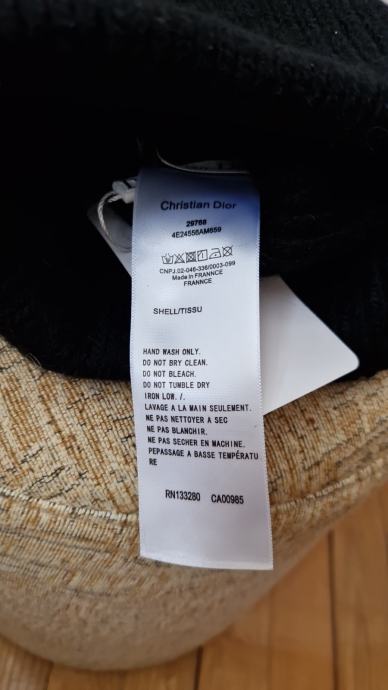 Christian Dior
29768
4E24556AM659
CNPJ.02-046-336/0003-099
Made in FRANNCE
FRANNCE
SHELL/TISSU
HAND WASH ONLY.
DO NOT BRY CLEAN.
DO NOT BLEACH.
DO NOT TUMBLE DRY
IRON LOW. /.
LAVAGE A LA MAIN SEULEMENT.
NE PAS NETTOYER A SEC
NE PAS BLANCHIR.
NE PAS SECHER EN MACHINE.
PEPASSAGE A BASSE TEMPÉRATU
RE
RN133280 CA00985